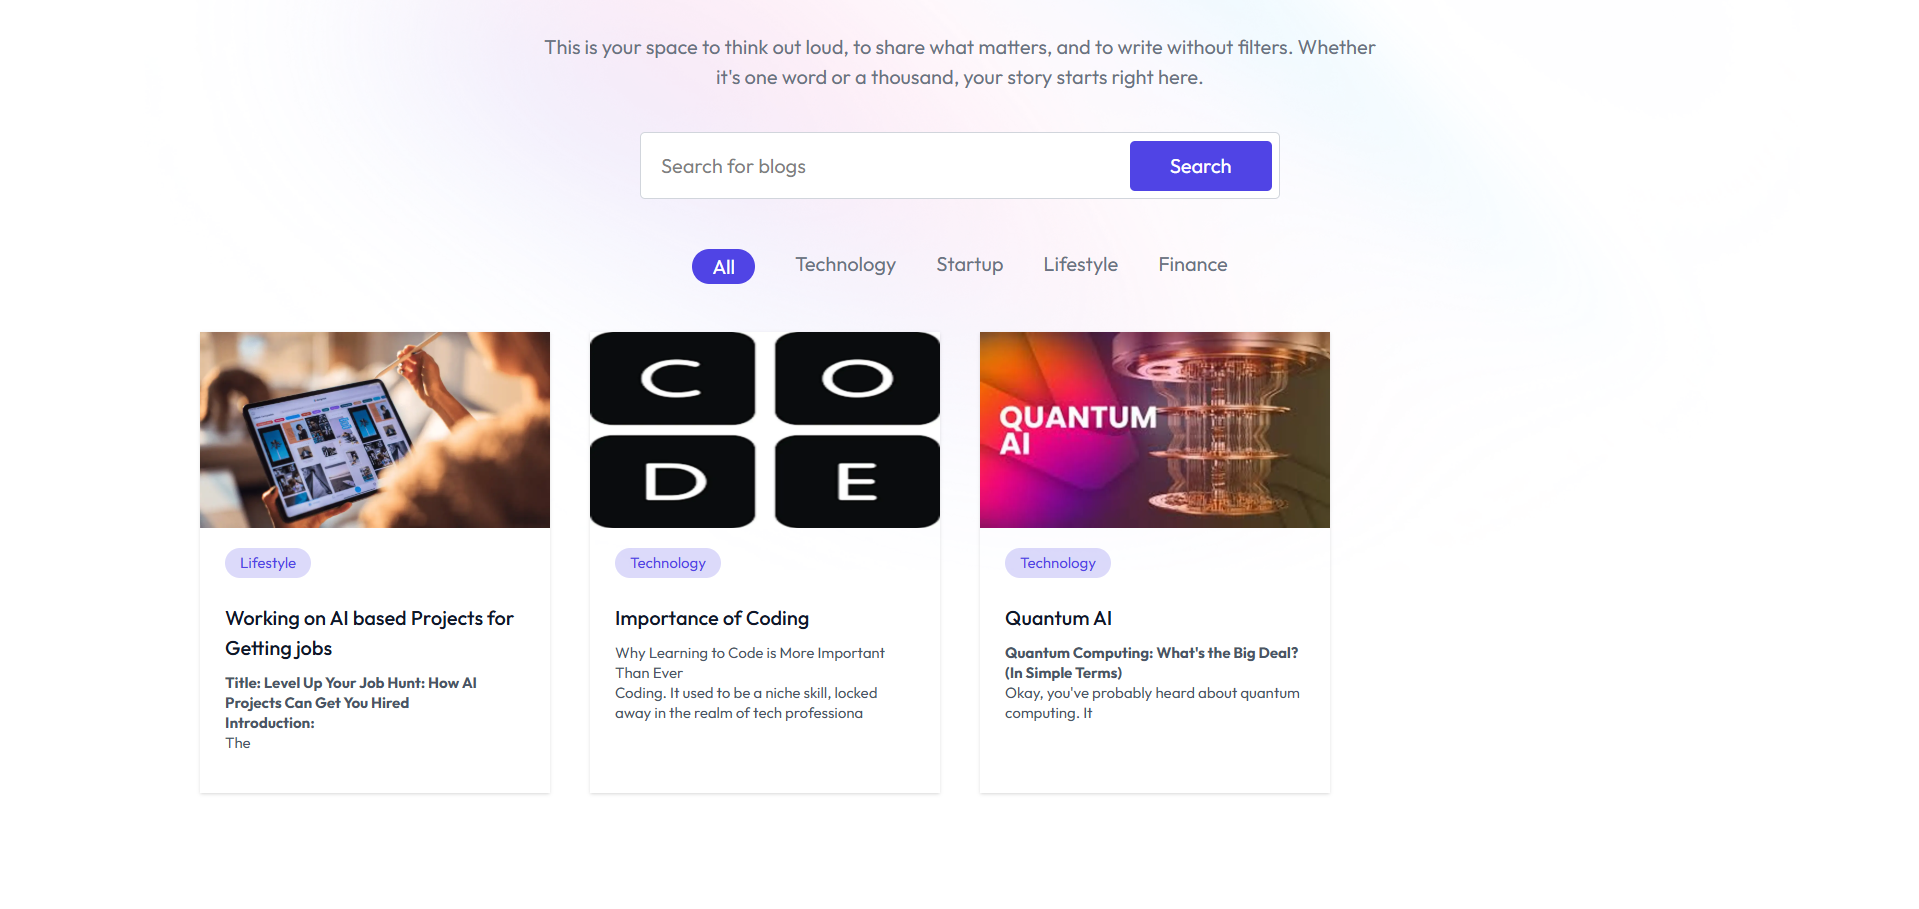 This is your space to think out loud, to share what matters, and to write without filters. Whether
it's one word or a thousand, your story starts right here.
Search for blogs
Search
All
Technology
Startup
Lifestyle
Finance
C O
D E
QUANTUM
AI
Lifestyle
Working on AI based Projects for
Getting jobs
Title: Level Up Your Job Hunt: How AI
Projects Can Get You Hired
Introduction:
The
Technology
Importance of Coding
Why Learning to Code is More Important
Than Ever
Coding. It used to be a niche skill, locked
away in the realm of tech professiona
Technology
Quantum AI
Quantum Computing: What's the Big Deal?
(In Simple Terms)
Okay, you've probably heard about quantum
computing. It